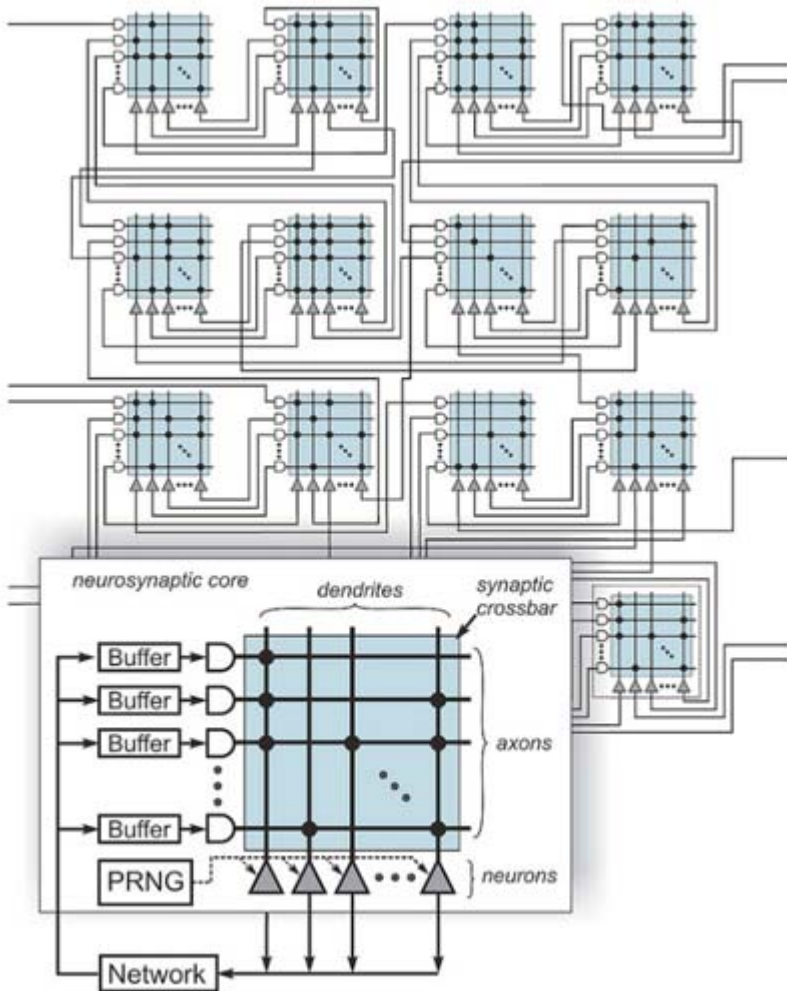 neurosynaptic core
dendrites
synaptic
crossbar
Buffer
Buffer
Buffer
axons
Buffer
PRNG
neurons
Network